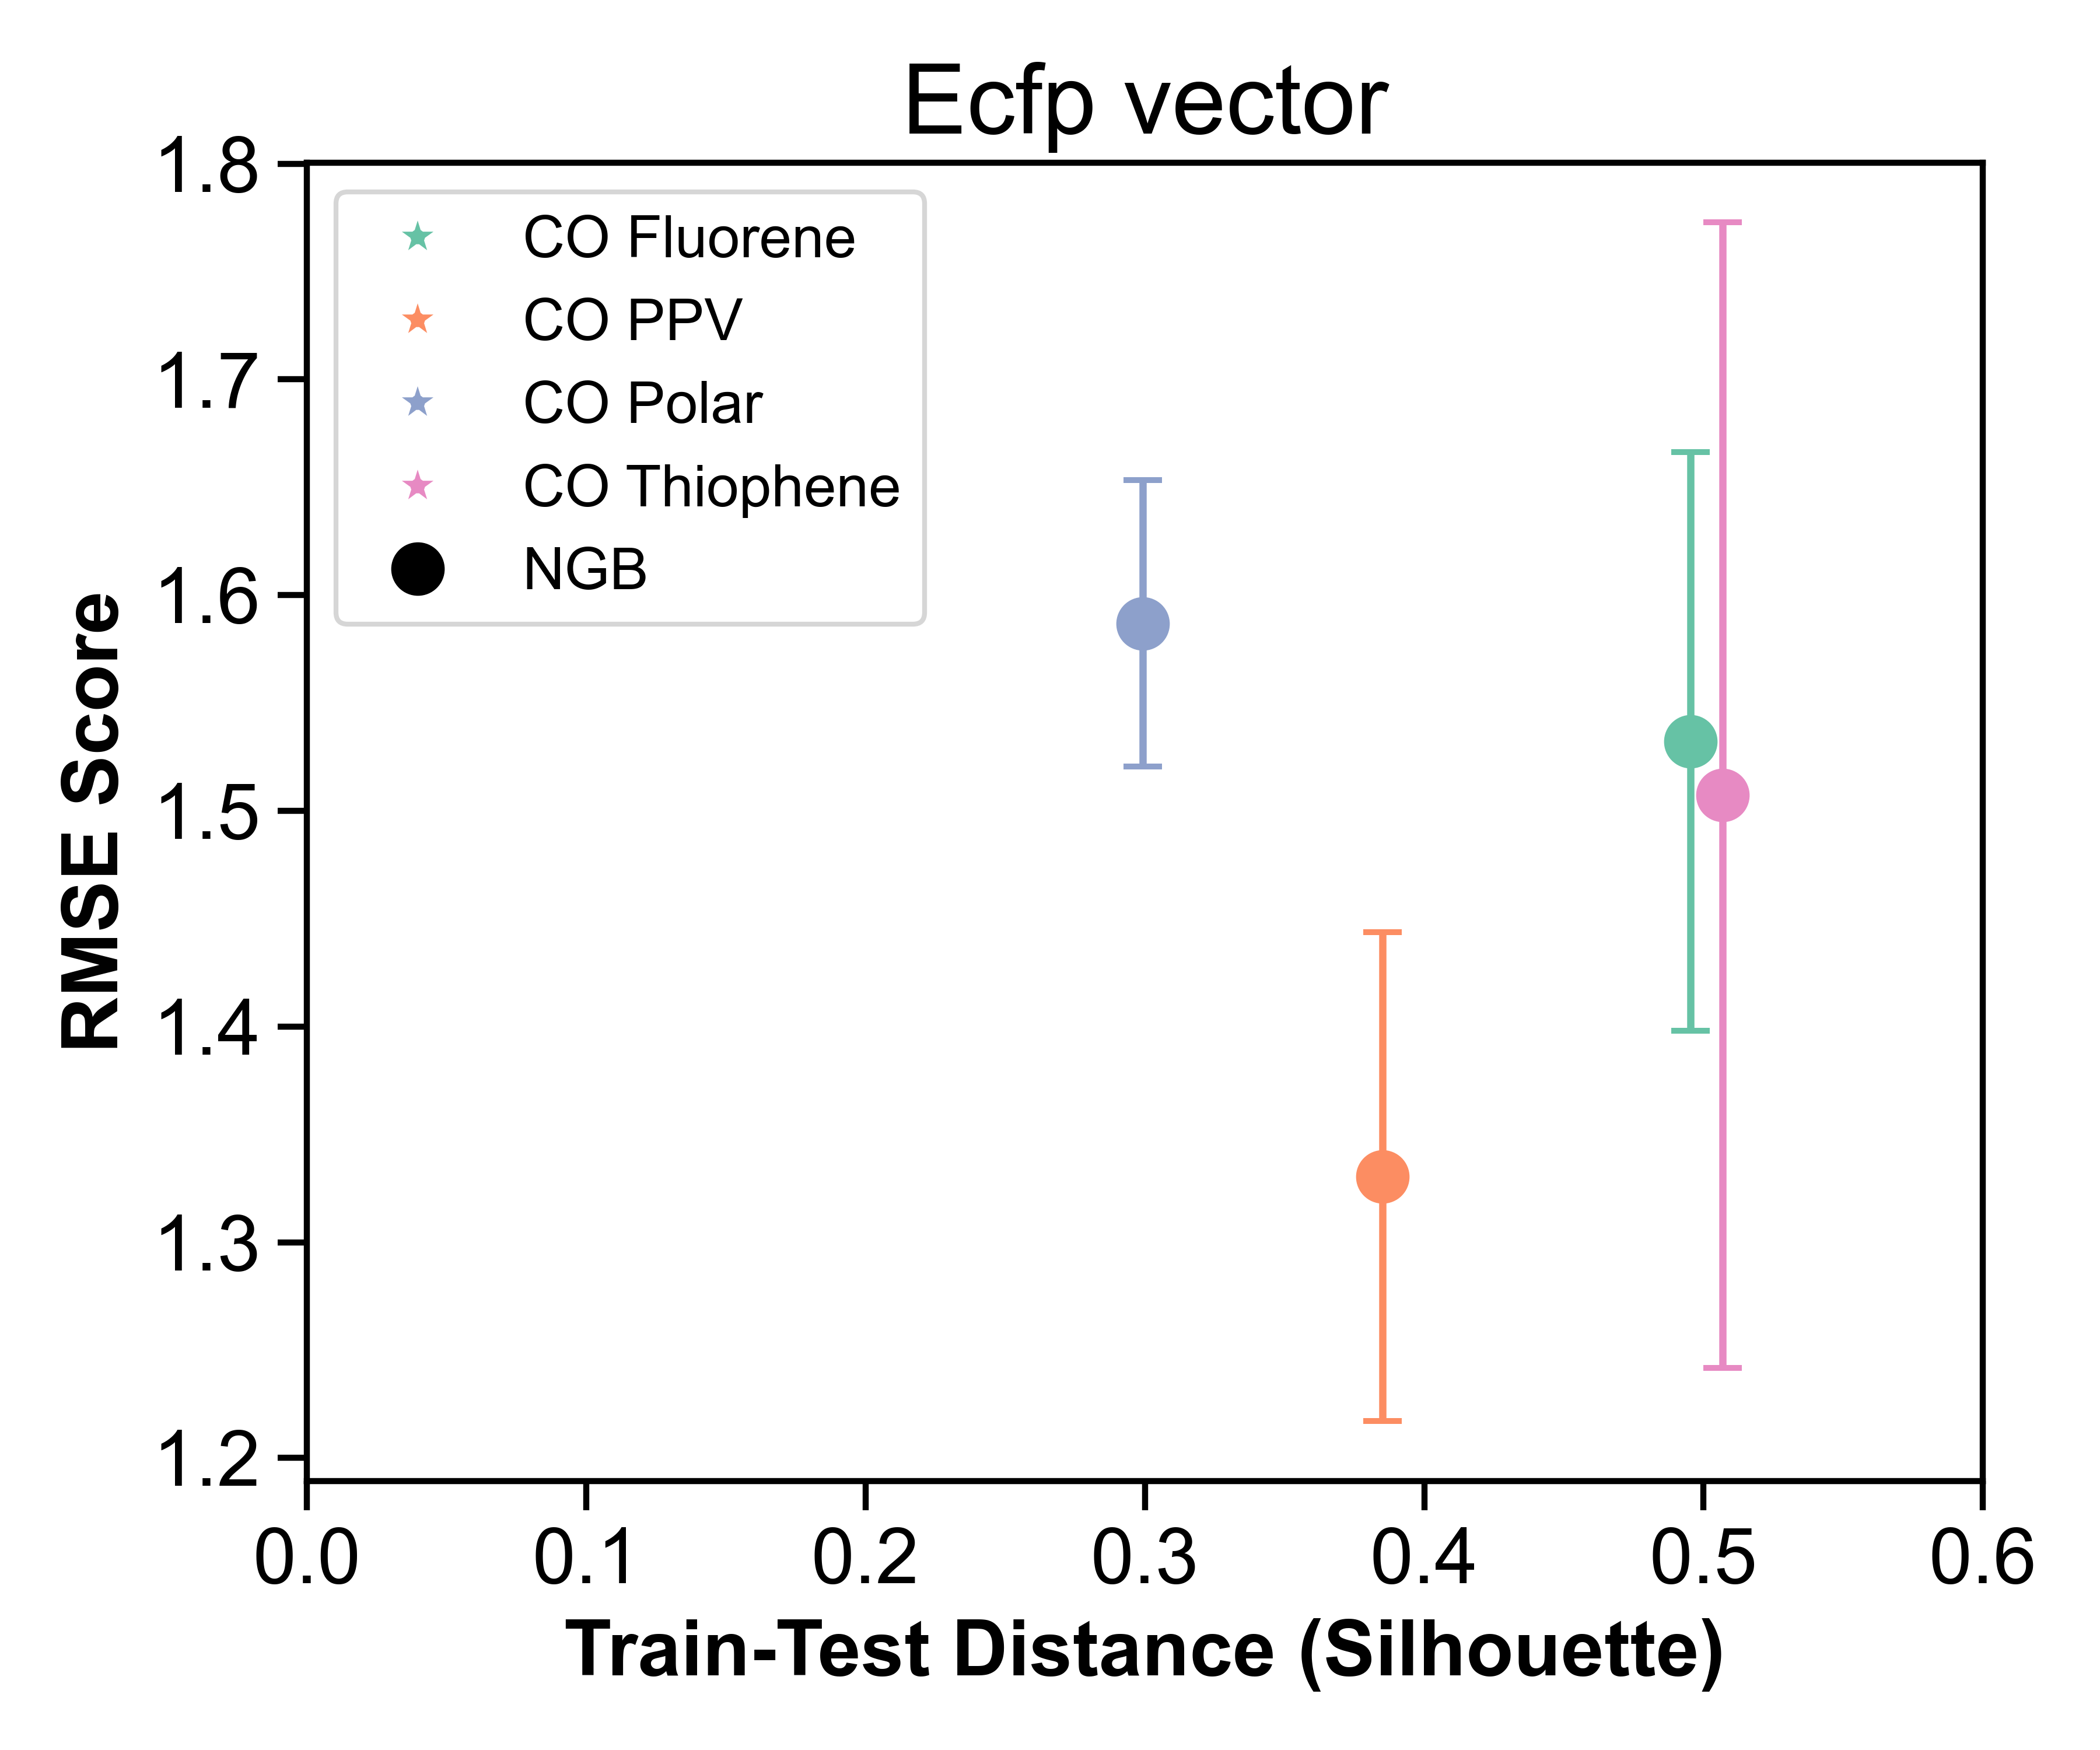 Ecfp vector
1.8
1.7
1.6
1.5
1.4
1.3
1.2
RMSE Score
CO Fluorene
CO PPV
CO Polar
CO Thiophene
NGB
0.0 0.1 0.2 0.3 0.4 0.5 0.6
Train-Test Distance (Silhouette)